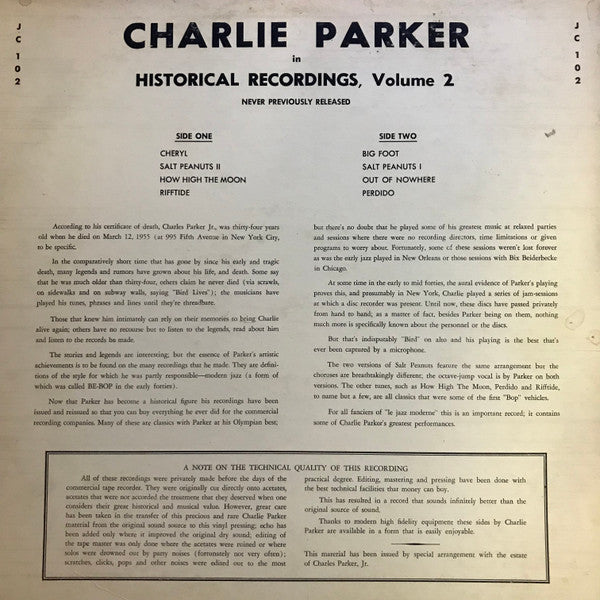 JC 102
CHARLIE PARKER
JC 102
in
HISTORICAL RECORDINGS, Volume 2
NEVER PREVIOUSLY RELEASED
SIDE ONE
CHERYL
SALT PEANUTS II
HOW HIGH THE MOON
RIFFTIDE
SIDE TWO
BIG FOOT
SALT PEANUTS I
OUT OF NOWHERE
PERDIDO
According to his certificate of death, Charles Parker Jr., was thirty-four years
old when he died on March 12, 1955 (at 995 Fifth Avenue in New York City,
to be specific.
In the comparatively short time that has gone by since his early and tragic
death, many legends and rumors have grown about his life, and death. Some say
that he was much older than thirty-four, others claim he never died (via scrawls,
on sidewalks and on subway walls, saying "Bird Lives"); the musicians have
played his tunes, phrases and lines until they're threadbare.
Those that knew him intimately can rely on their memories to bring Charlie
alive again; others have no recourse but to listen to the legends, read about him
and listen to the records he made.
The stories and legends are interesting, but the essence of Parker's artistic
achievements is to be found on the many recordings that he made. They are defini-
tions of the style for which he was partly responsible—modern jazz (a form of
which was called BE-BOP in the early forties).
Now that Parker has become a historical figure his recordings have been
issued and reissued so that you can buy everything he ever did for the commercial
recording companies. Many of these are classics with Parker at his Olympian best;
but there's no doubt that he played some of his greatest music at relaxed parties
and sessions where there were no recording directors, time limitations or given
programs to worry about. Fortunately, some of these sessions weren't lost forever
as was the early jazz played in New Orleans or those sessions with Bix Beiderbecke
in Chicago.
At some time in the early to mid forties, the aural evidence of Parker's playing
proves this, and presumably in New York, Charlie played a series of jam-sessions
at which a disc recorder was present. Until now, these discs have passed privately
from hand to hand; as a matter of fact, besides Parker being on them, nothing
much more is specifically known about the personnel or the discs.
But that's indisputably "Bird" on alto and his playing is the best that's
ever been captured by a microphone.
The two versions of Salt Peanuts feature the same arrangement but the
choruses are breathtakingly different; the octave-jump vocal is by Parker on both
versions. The other tunes, such as How High The Moon, Perdido and Rifftide,
to name but a few, are all classics that were some of the first "Bop" vehicles.
For all fanciers of "le jazz moderne" this is an important record; it contains
some of Charlie Parker's greatest performances.
A NOTE ON THE TECHNICAL QUALITY OF THIS RECORDING
All of these recordings were privately made before the days of the
commercial tape recorder. They were originally cut directly onto acetates,
acetates that were not accorded the treatment that they deserved when one
considers their great historical and musical value. However, great care
has been taken in the transfer of this precious and rare Charlie Parker
material from the original sound source to this vinyl pressing; echo has
been added only where it improved the original dry sound; editing of
the tape master was only done where the acetates were ruined or where
solos were drowned out by party noises (fortunately not very often);
scratches, clicks, pops and other noises were edited out to the most
practical degree. Editing, mastering and pressing have been done with
the best technical facilities that money can buy.
This has resulted in a record that sounds infinitely better than the
original source of sound.
Thanks to modern high fidelity equipment these sides by Charlie
Parker are available in a form that is easily enjoyable.
This material has been issued by special arrangement with the estate
of Charles Parker, Jr.